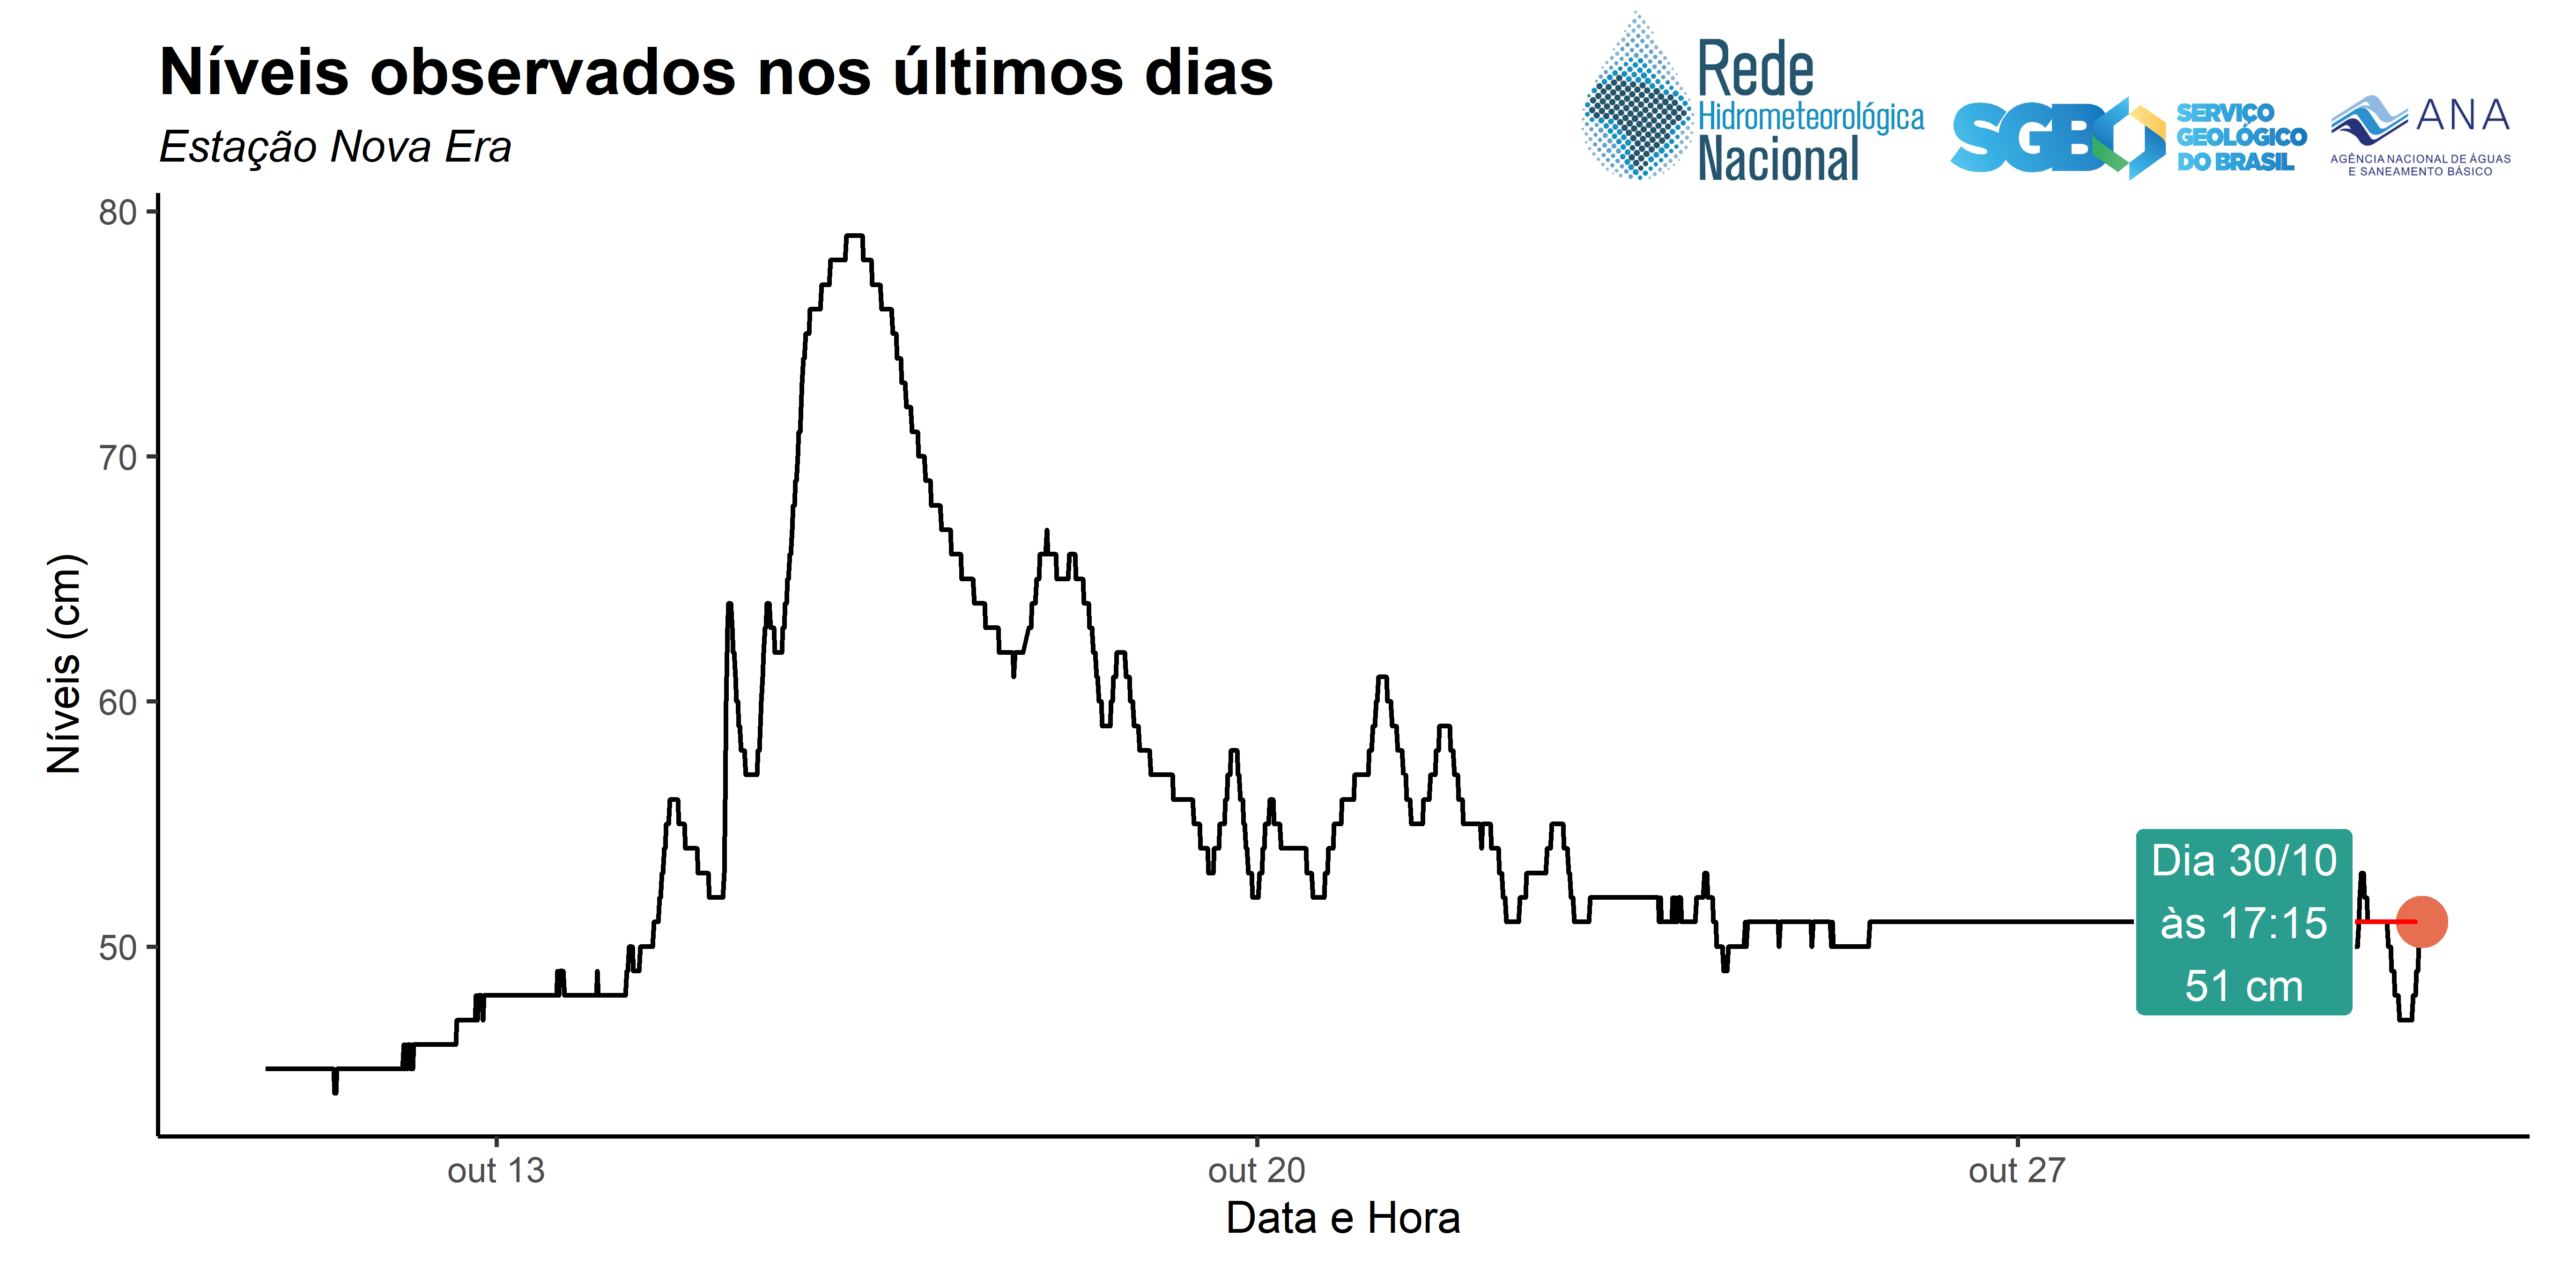 Níveis observados nos últimos dias
Estação Nova Era
Rede
Hidrometeorológica
Nacional
SGB
SERVIÇO
GEOLÓGICO
DO BRASIL
ANA
AGÊNCIA NACIONAL DE ÁGUAS
E SANEAMENTO BÁSICO
Níveis (cm)
80
70
60
50
Dia 30/10
às 17:15
51 cm
out 13
out 20
out 27
Data e Hora